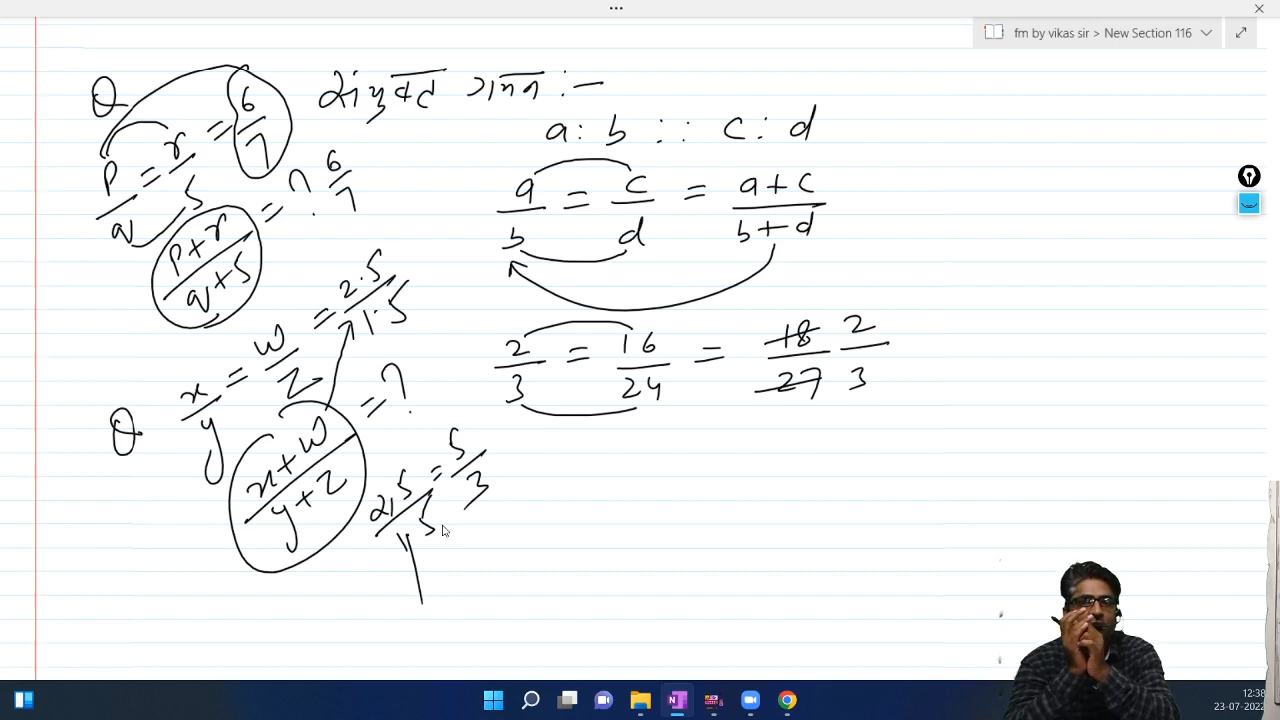 fm by vikas sir > New Section 116
a : b :: c : d
a/b = c/d = a+c/b+d
2/3 = 16/24 = 18/27 2/3
Q
p/q = r/s = 6/7
p+r/q+s = ? 6/7
Q x/y = w/z = 2.5/1.5
x+w/y+z = ?
2.5/1.5 = 5/3
12:38
23-07-2022